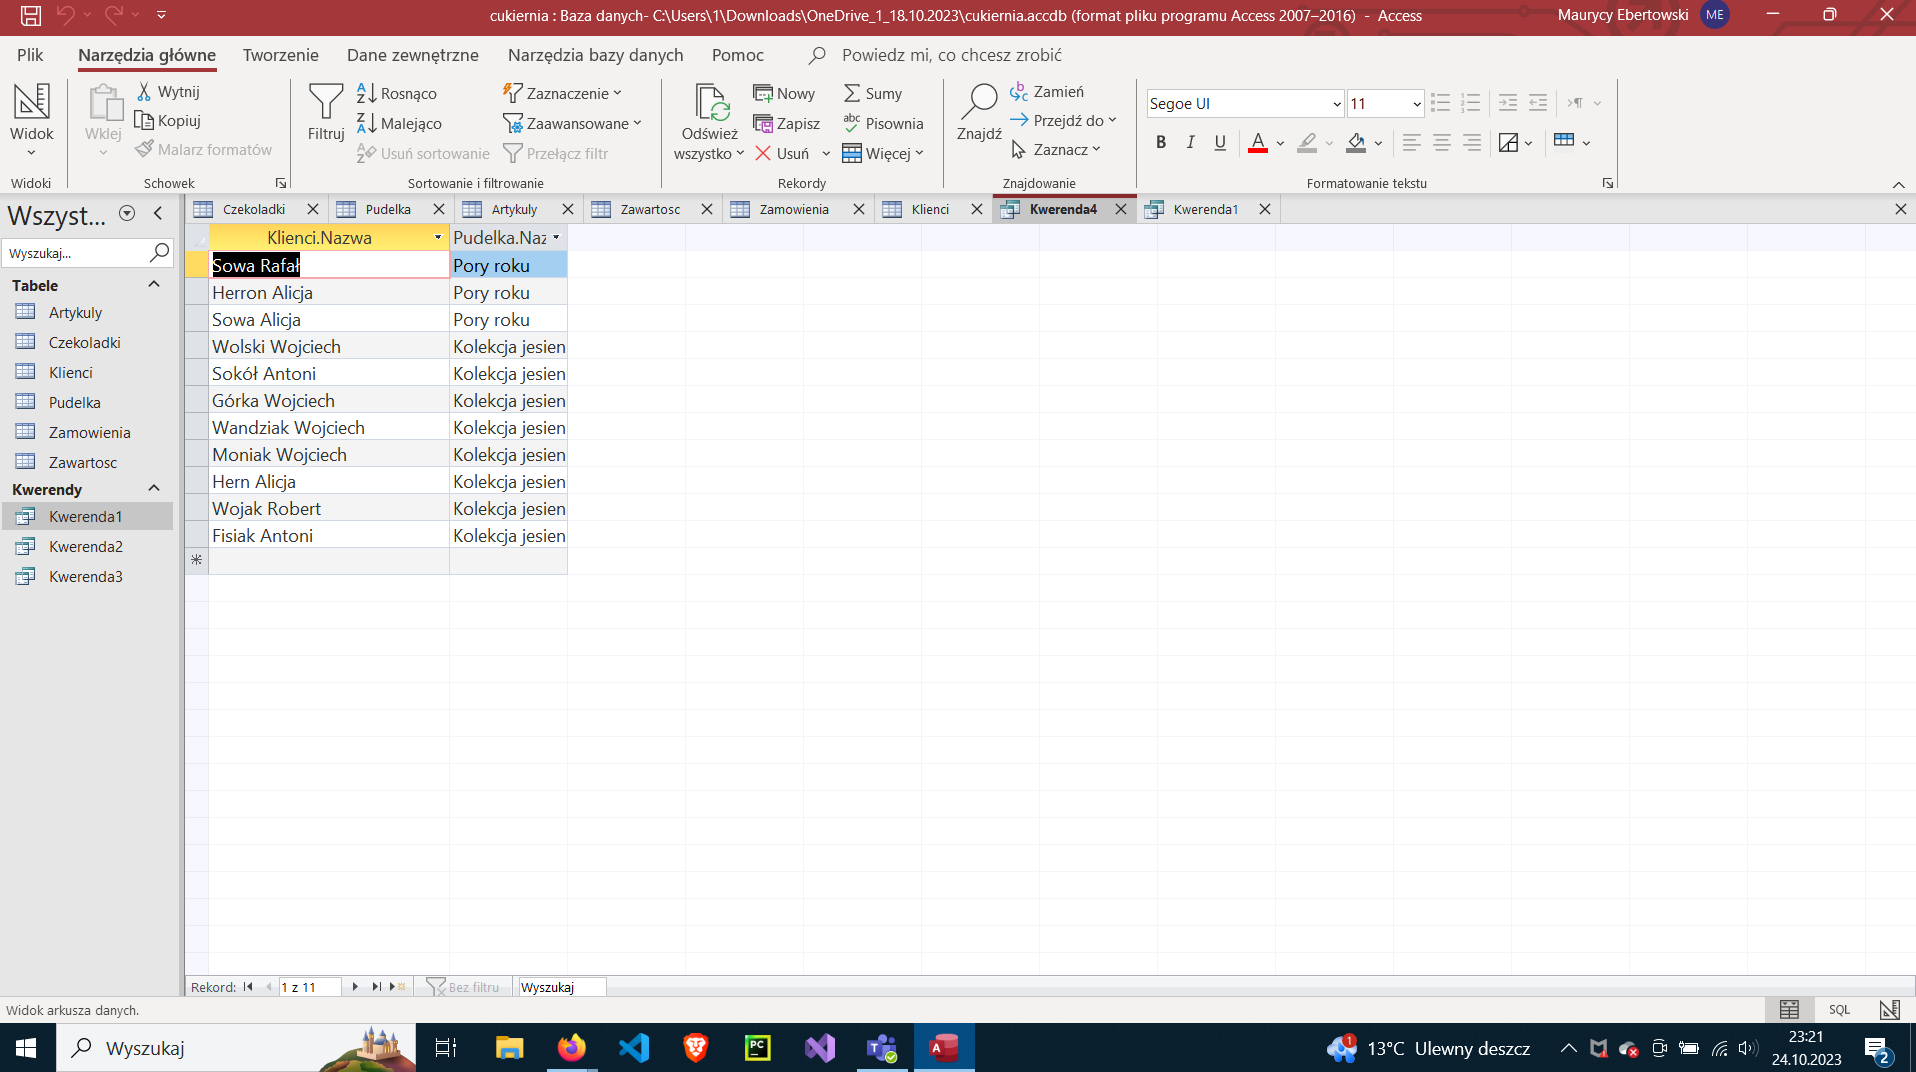 cukiernia : Baza danych- C:\Users\1\Downloads\OneDrive_1_18.10.2023\cukiernia.accdb (format pliku programu Access 2007–2016)  -  Access
Maurycy Ebertowski
ME
Plik
Narzędzia główne
Tworzenie
Dane zewnętrzne
Narzędzia bazy danych
Pomoc
Powiedz mi, co chcesz zrobić
Widok
Widoki
Wklej
Wytnij
Kopiuj
Malarz formatów
Schowek
Filtruj
Rosnąco
Malejąco
Usuń sortowanie
Zaznaczenie
Zaawansowane
Przełącz filtr
Sortowanie i filtrowanie
Odśwież
wszystko
Nowy
Zapisz
Usuń
Sumy
Pisownia
Więcej
Rekordy
Znajdź
Zamień
Przejdź do
Zaznacz
Znajdowanie
Segoe UI
11
B I U A
Formatowanie tekstu
Wszyst...
Wyszukaj...
Tabele
Artykuly
Czekoladki
Klienci
Pudelka
Zamowienia
Zawartosc
Kwerendy
Kwerenda1
Kwerenda2
Kwerenda3
Czekoladki
Pudelka
Artykuly
Zawartosc
Zamowienia
Klienci
Kwerenda4
Kwerenda1
Klienci.Nazwa Pudelka.Naz
Sowa Rafał Pory roku
Herron Alicja Pory roku
Sowa Alicja Pory roku
Wolski Wojciech Kolekcja jesien
Sokół Antoni Kolekcja jesien
Górka Wojciech Kolekcja jesien
Wandziak Wojciech Kolekcja jesien
Moniak Wojciech Kolekcja jesien
Hern Alicja Kolekcja jesien
Wojak Robert Kolekcja jesien
Fisiak Antoni Kolekcja jesien
Rekord: 1 z 11 Bez filtru Wyszukaj
Widok arkusza danych.
SQL
Wyszukaj
PC
A
1
13°C Ulewny deszcz
23:21
24.10.2023
2